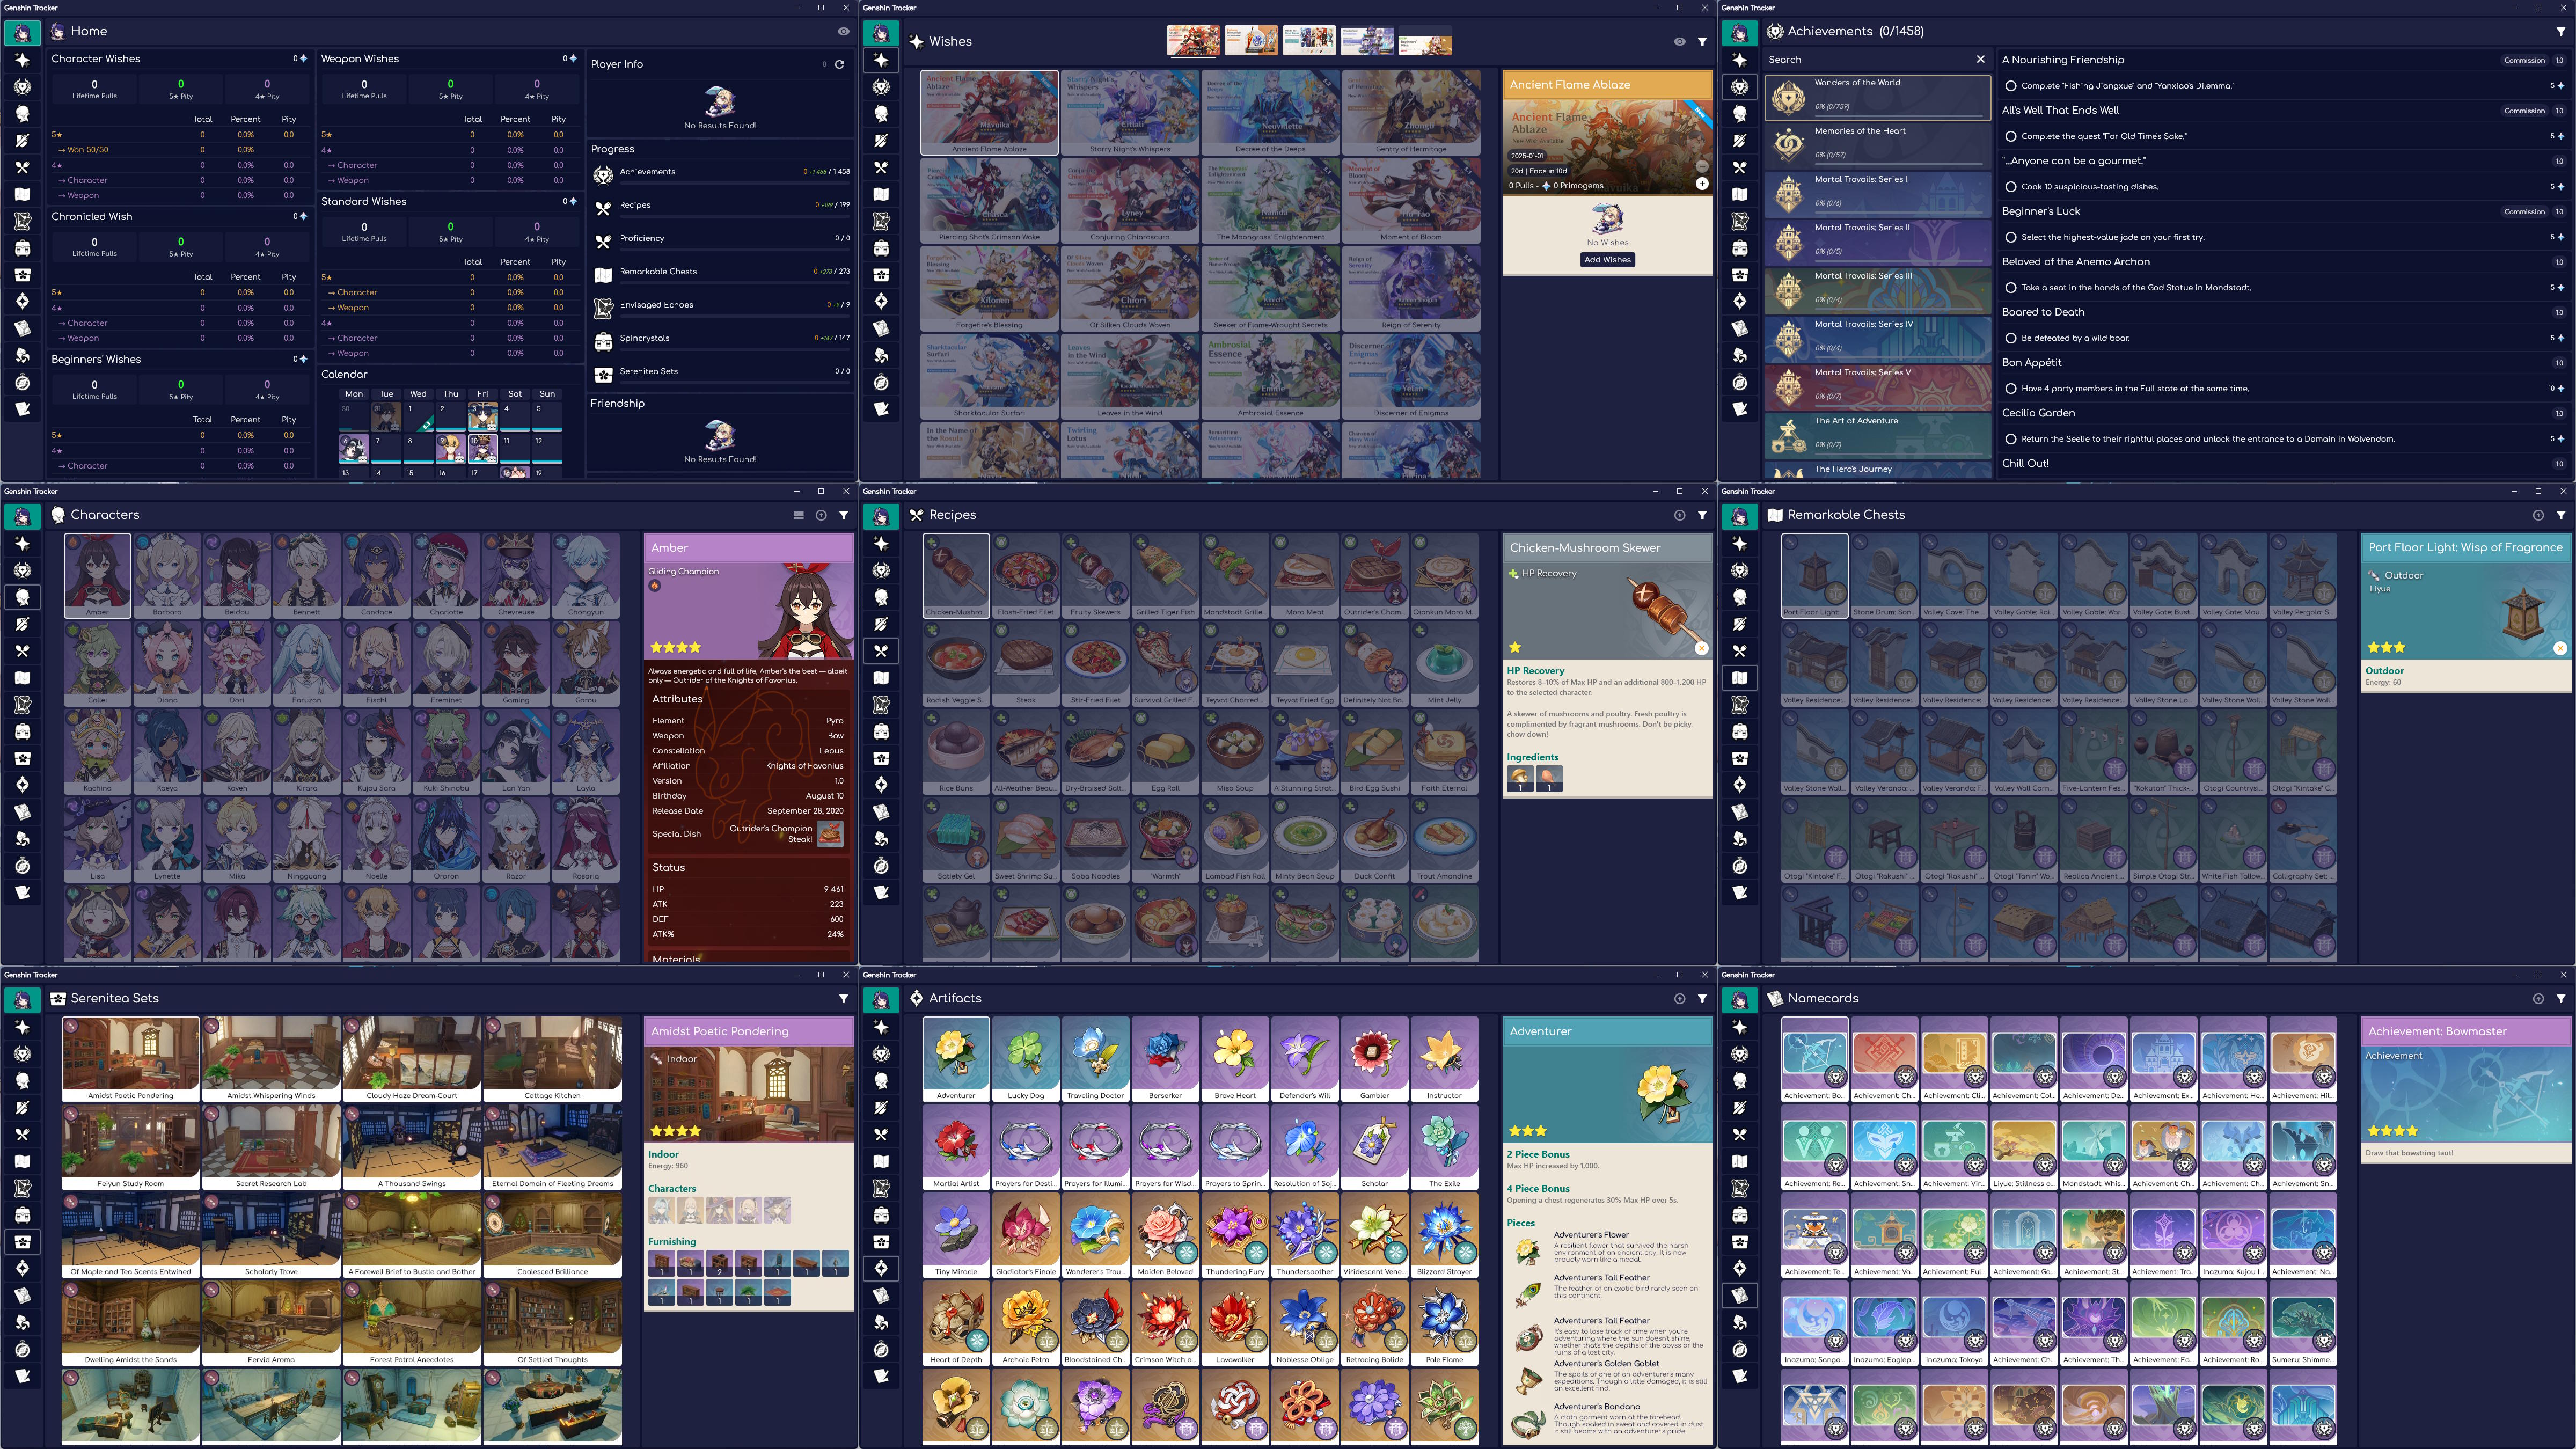 Genshin Tracker
Home
Character Wishes 0
0 0 0
Lifetime Pulls 5★ Pity 4★ Pity
Total Percent Pity
5★ 0 0.0% 0.0
→ Won 50/50 0 0.0%
4★ 0 0.0% 0.0
→ Character 0 0.0% 0.0
→ Weapon 0 0.0% 0.0
Chronicled Wish 0
0 0 0
Lifetime Pulls 5★ Pity 4★ Pity
Total Percent Pity
5★ 0 0.0% 0.0
4★ 0 0.0% 0.0
→ Character 0 0.0% 0.0
→ Weapon 0 0.0% 0.0
Beginners' Wishes 0
0 0 0
Lifetime Pulls 5★ Pity 4★ Pity
Total Percent Pity
5★ 0 0.0% 0.0
4★ 0 0.0% 0.0
→ Character 0 0.0% 0.0
Weapon Wishes 0
0 0 0
Lifetime Pulls 5★ Pity 4★ Pity
Total Percent Pity
5★ 0 0.0% 0.0
4★ 0 0.0% 0.0
→ Character 0 0.0% 0.0
→ Weapon 0 0.0% 0.0
Standard Wishes 0
0 0 0
Lifetime Pulls 5★ Pity 4★ Pity
Total Percent Pity
5★ 0 0.0% 0.0
→ Character 0 0.0% 0.0
→ Weapon 0 0.0% 0.0
4★ 0 0.0% 0.0
→ Character 0 0.0% 0.0
→ Weapon 0 0.0% 0.0
Calendar
Mon Tue Wed Thu Fri Sat Sun
30 31 1 2 3 4 5
6 7 8 9 10 11 12
13 14 15 16 17 19
Player Info 0
No Results Found!
Progress
Achievements 0 +1 458 / 1 458
Recipes 0 +199 / 199
Proficiency 0 / 0
Remarkable Chests 0 +273 / 273
Envisaged Echoes 0 +9 / 9
Spincrystals 0 +147 / 147
Serenitea Sets 0 / 0
Friendship
No Results Found!
Genshin Tracker
Wishes
Ancient Flame Ablaze
Starry Night's Whispers
Decree of the Deeps
Gentry of Hermitage
Piercing Shot's Crimson Wake
Conjuring Chiaroscuro
The Moongrass' Enlightenment
Moment of Bloom
Forgefire's Blessing
Of Silken Clouds Woven
Seeker of Flame-Wrought Secrets
Reign of Serenity
Sharktacular Surfari
Leaves in the Wind
Ambrosial Essence
Discerner of Enigmas
Ancient Flame Ablaze
Ancient Flame
Ablaze
2025-01-01
20d | Ends in 10d
0 Pulls - 0 Primogems
No Wishes
Add Wishes
Genshin Tracker
Achievements (0/1458)
Search
Wonders of the World
0% (0/759)
Memories of the Heart
0% (0/57)
Mortal Travails: Series I
0% (0/6)
Mortal Travails: Series II
0% (0/5)
Mortal Travails: Series III
0% (0/4)
Mortal Travails: Series IV
0% (0/4)
Mortal Travails: Series V
0% (0/7)
The Art of Adventure
0% (0/7)
The Hero's Journey
A Nourishing Friendship Commission 1.0
Complete "Fishing Jiangxue" and "Yanxiao's Dilemma." 5
All's Well That Ends Well Commission 1.0
Complete the quest "For Old Time's Sake." 5
"...Anyone can be a gourmet." 1.0
Cook 10 suspicious-tasting dishes. 5
Beginner's Luck Commission 1.0
Select the highest-value jade on your first try. 5
Beloved of the Anemo Archon 1.0
Take a seat in the hands of the God Statue in Mondstadt. 5
Boared to Death 1.0
Be defeated by a wild boar. 5
Bon Appétit 1.0
Have 4 party members in the Full state at the same time. 10
Cecilia Garden 1.0
Return the Seelie to their rightful places and unlock the entrance to a Domain in Wolvendom. 5
Chill Out! 1.0
Genshin Tracker
Characters
Amber Barbara Beidou Bennett Candace Charlotte Chevreuse Chongyun
Collei Diona Dori Faruzan Fischl Freminet Gaming Gorou
Kachina Kaeya Kaveh Kirara Kujou Sara Kuki Shinobu Lan Yan Layla
Lisa Lynette Mika Ningguang Noelle Ororon Razor Rosaria
Amber
Gliding Champion
Always energetic and full of life, Amber's the best — albeit
only — Outrider of the Knights of Favonius.
Attributes
Element Pyro
Weapon Bow
Constellation Lepus
Affiliation Knights of Favonius
Version 1.0
Birthday August 10
Release Date September 28, 2020
Special Dish Outrider's Champion
Steak!
Status
HP 9 461
ATK 223
DEF 600
ATK% 24%
Materials
Genshin Tracker
Recipes
Chicken-Mushro... Flash-Fried Filet Fruity Skewers Grilled Tiger Fish Mondstadt Grille... Mora Meat Outrider's Cham... Qiankun Mora M...
Radish Veggie S... Steak Stir-Fried Filet Survival Grilled F... Teyvat Charred ... Teyvat Fried Egg Definitely Not Ba... Mint Jelly
Rice Buns All-Weather Beau... Dry-Braised Salt... Egg Roll Miso Soup A Stunning Strat... Bird Egg Sushi Faith Eternal
Satiety Gel Sweet Shrimp Su... Soba Noodles "Warmth" Lambad Fish Roll Minty Bean Soup Duck Confit Trout Amandine
Chicken-Mushroom Skewer
HP Recovery
HP Recovery
Restores 8–10% of Max HP and an additional 800–1,200 HP
to the selected character.
A skewer of mushrooms and poultry. Fresh poultry is
complimented by fragrant mushrooms. Don't be picky,
chow down!
Ingredients
1 1
Genshin Tracker
Remarkable Chests
Port Floor Light: ... Stone Drum: Son... Valley Cave: The ... Valley Gable: Rai... Valley Gable: War... Valley Gate: Bust... Valley Gate: Mou... Valley Pergola: S...
Valley Residence:... Valley Residence:... Valley Residence:... Valley Residence:... Valley Residence:... Valley Stone La... Valley Stone Wall... Valley Stone Wall...
Valley Stone Wall... Valley Veranda: ... Valley Veranda: F... Valley Wall Corn... Five-Lantern Fes... "Kokutan" Thick-... Otogi Countrysi... Otogi "Kintake" C...
Otogi "Kintake" F... Otogi "Rakushi" ... Otogi "Rakushi" ... Otogi "Tanin" Wo... Replica Ancient ... Simple Otogi Str... White Fish Tallow... Calligraphy Set: ...
Port Floor Light: Wisp of Fragrance
Outdoor
Liyue
Outdoor
Energy: 60
Genshin Tracker
Serenitea Sets
Amidst Poetic Pondering Amidst Whispering Winds Cloudy Haze Dream-Court Cottage Kitchen
Feiyun Study Room Secret Research Lab A Thousand Swings Eternal Domain of Fleeting Dreams
Of Maple and Tea Scents Entwined Scholarly Trove A Farewell Brief to Bustle and Bother Coalesced Brilliance
Dwelling Amidst the Sands Fervid Aroma Forest Patrol Anecdotes Of Settled Thoughts
Amidst Poetic Pondering
Indoor
Indoor
Energy: 960
Characters
Furnishing
1 1 2 1 1 1 1
1 1 1 1 1
Genshin Tracker
Artifacts
Adventurer Lucky Dog Traveling Doctor Berserker Brave Heart Defender's Will Gambler Instructor
Martial Artist Prayers for Desti... Prayers for Illumi... Prayers for Wisd... Prayers to Sprin... Resolution of Soj... Scholar The Exile
Tiny Miracle Gladiator's Finale Wanderer's Trou... Maiden Beloved Thundering Fury Thundersoother Viridescent Vene... Blizzard Strayer
Heart of Depth Archaic Petra Bloodstained Ch... Crimson Witch o... Lavawalker Noblesse Oblige Retracing Bolide Pale Flame
Adventurer
2 Piece Bonus
Max HP increased by 1,000.
4 Piece Bonus
Opening a chest regenerates 30% Max HP over 5s.
Pieces
Adventurer's Flower
A resilient flower that survived the harsh
environment of an ancient city. It is now
proudly worn like a medal.
Adventurer's Tail Feather
The feather of an exotic bird rarely seen on
this continent.
Adventurer's Tail Feather
It's easy to lose track of time when you're
adventuring where the sun doesn't shine,
whether that's the depths of the abyss or the
ruins of a lost city.
Adventurer's Golden Goblet
The spoils of one of an adventurer's many
expeditions. Though a little damaged, it is still
an excellent find.
Adventurer's Bandana
A cloth garment worn at the forehead.
Though soaked in sweat and covered in dust,
it still beams with an adventurer's pride.
Genshin Tracker
Namecards
Achievement: Bo... Achievement: Ch... Achievement: Cli... Achievement: Col... Achievement: De... Achievement: Ex... Achievement: He... Achievement: Hil...
Achievement: Re... Achievement: Sn... Achievement: Vir... Liyue: Stillness o... Mondstadt: Whis... Achievement: Ch... Achievement: Ch... Achievement: Sn...
Achievement: Te... Achievement: Va... Achievement: Ful... Achievement: Ga... Achievement: St... Achievement: Tra... Inazuma: Kujou I... Achievement: Na...
Inazuma: Sango... Inazuma: Eaglep... Inazuma: Tokoyo Achievement: Ch... Achievement: Th... Achievement: Fa... Achievement: Ro... Sumeru: Shimme...
Achievement: Bowmaster
Achievement
Draw that bowstring taut!